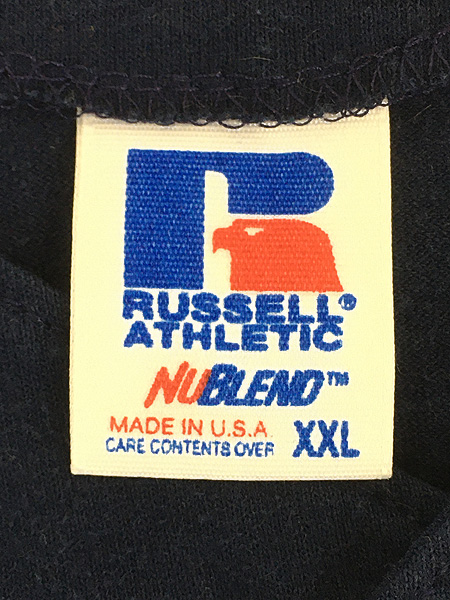 R
RUSSELL®
ATHLETIC
NUBLEND™
MADE IN U.S.A.
CARE CONTENTS OVER
XXL